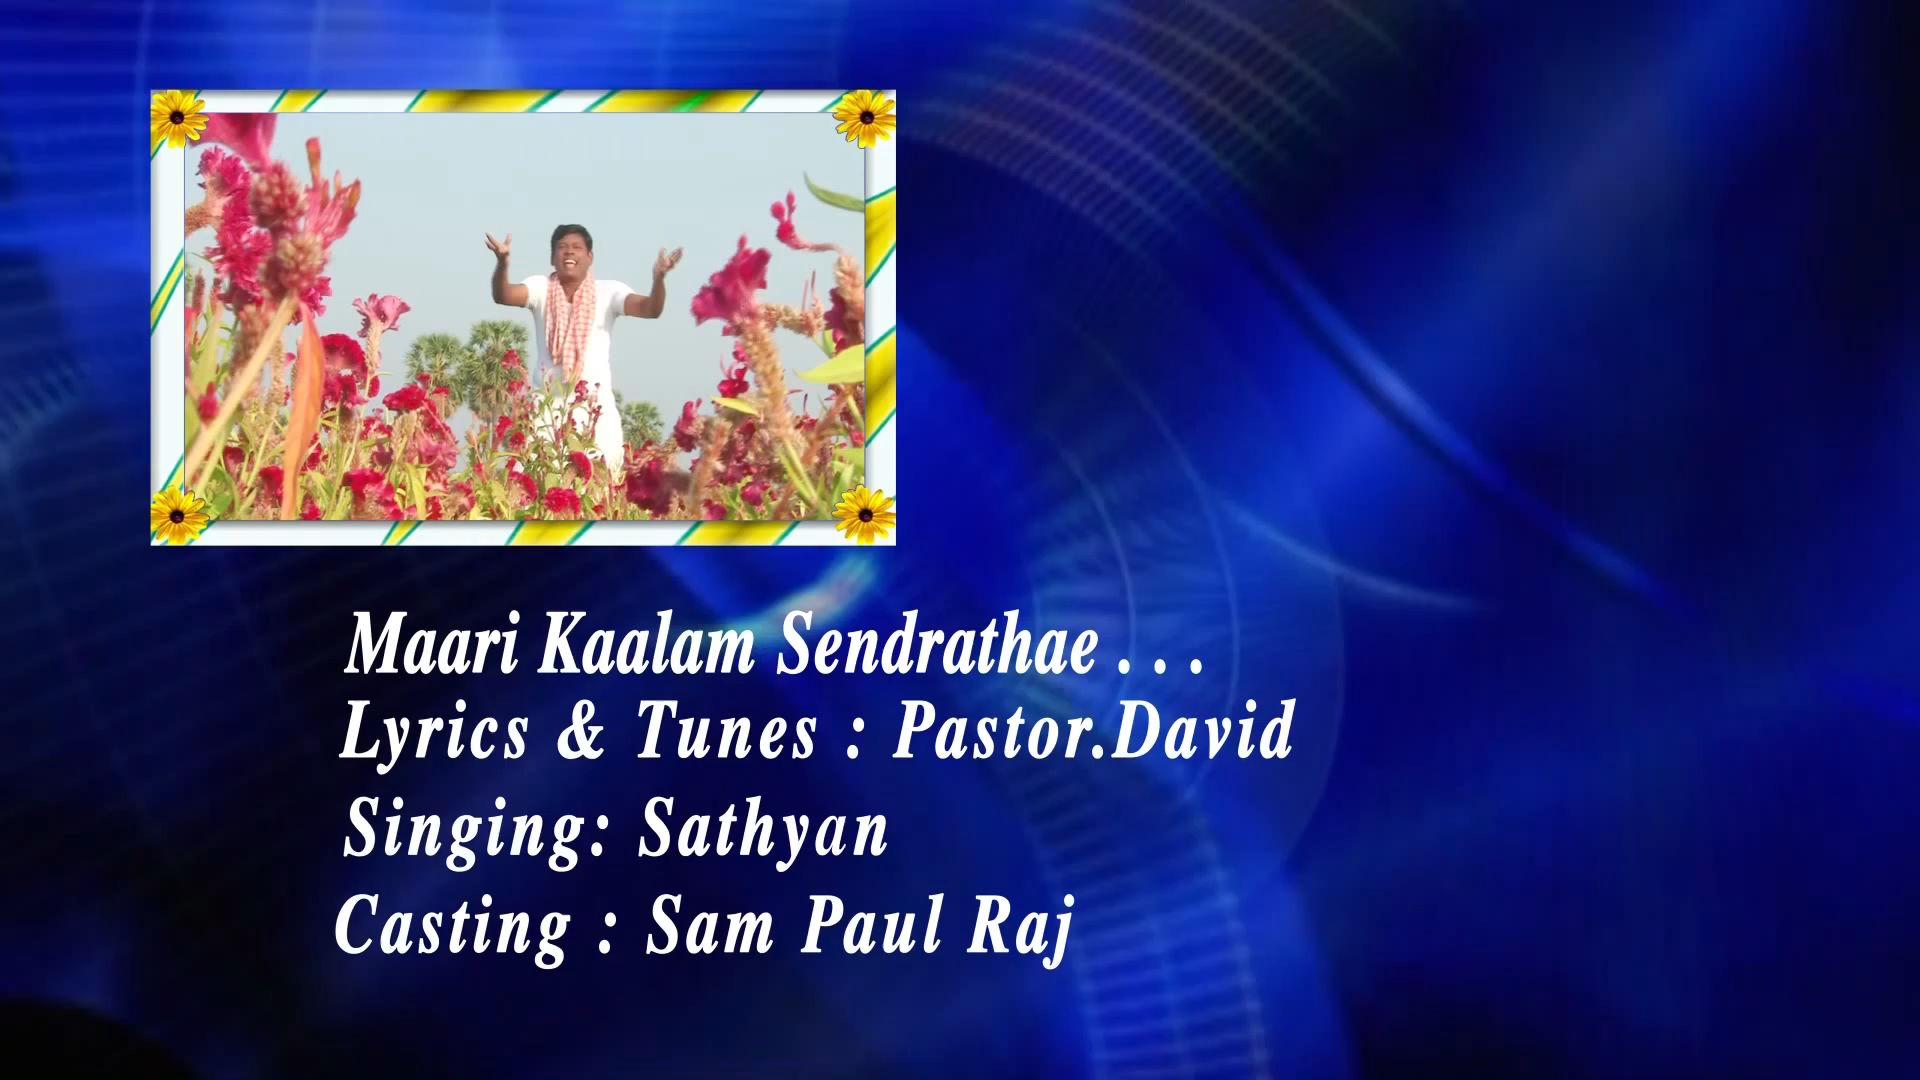 Maari Kaalam Sendrathae . . .
Lyrics & Tunes : Pastor.David
Singing: Sathyan
Casting : Sam Paul Raj